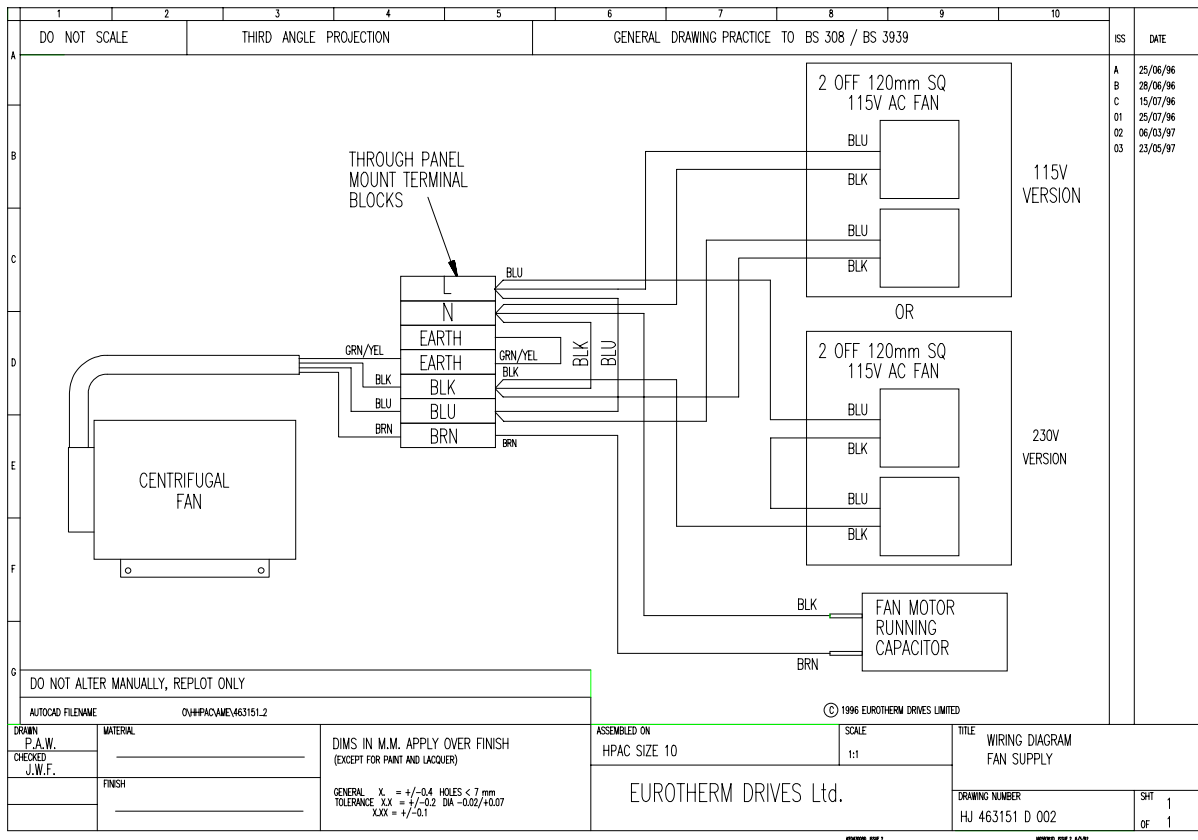 1 2 3 4 5 6 7 8 9 10
DO NOT SCALE
THIRD ANGLE PROJECTION
GENERAL DRAWING PRACTICE TO BS 308 / BS 3939
ISS DATE
A 25/06/96
B 28/06/96
C 15/07/96
01 25/07/96
02 06/03/97
03 23/05/97
A
B
C
D
E
F
G
2 OFF 120mm SQ
115V AC FAN
BLU
BLK
BLU
BLK
115V
VERSION
OR
THROUGH PANEL
MOUNT TERMINAL
BLOCKS
L
N
EARTH
EARTH
BLK
BLU
BRN
BLU
GRN/YEL
BLK
BRN
BLK
BLU
GRN/YEL
BLK
BLU
BRN
CENTRIFUGAL
FAN
2 OFF 120mm SQ
115V AC FAN
BLU
BLK
BLU
BLK
230V
VERSION
BLK
BRN
FAN MOTOR
RUNNING
CAPACITOR
DO NOT ALTER MANUALLY, REPLOT ONLY
AUTOCAD FILENAME O\HHPAC\AME\463151_2
C 1996 EUROTHERM DRIVES LIMITED
DRAWN
P.A.W.
CHECKED
J.W.F.
MATERIAL
FINISH
DIMS IN M.M. APPLY OVER FINISH
(EXCEPT FOR PAINT AND LACQUER)
GENERAL X. = +/-0.4 HOLES < 7 mm
TOLERANCE X.X = +/-0.2 DIA -0.02/+0.07
X.XX = +/-0.1
ASSEMBLED ON
HPAC SIZE 10
SCALE
1:1
EUROTHERM DRIVES Ltd.
TITLE
WIRING DIAGRAM
FAN SUPPLY
DRAWING NUMBER
HJ 463151 D 002
SHT 1
OF 1